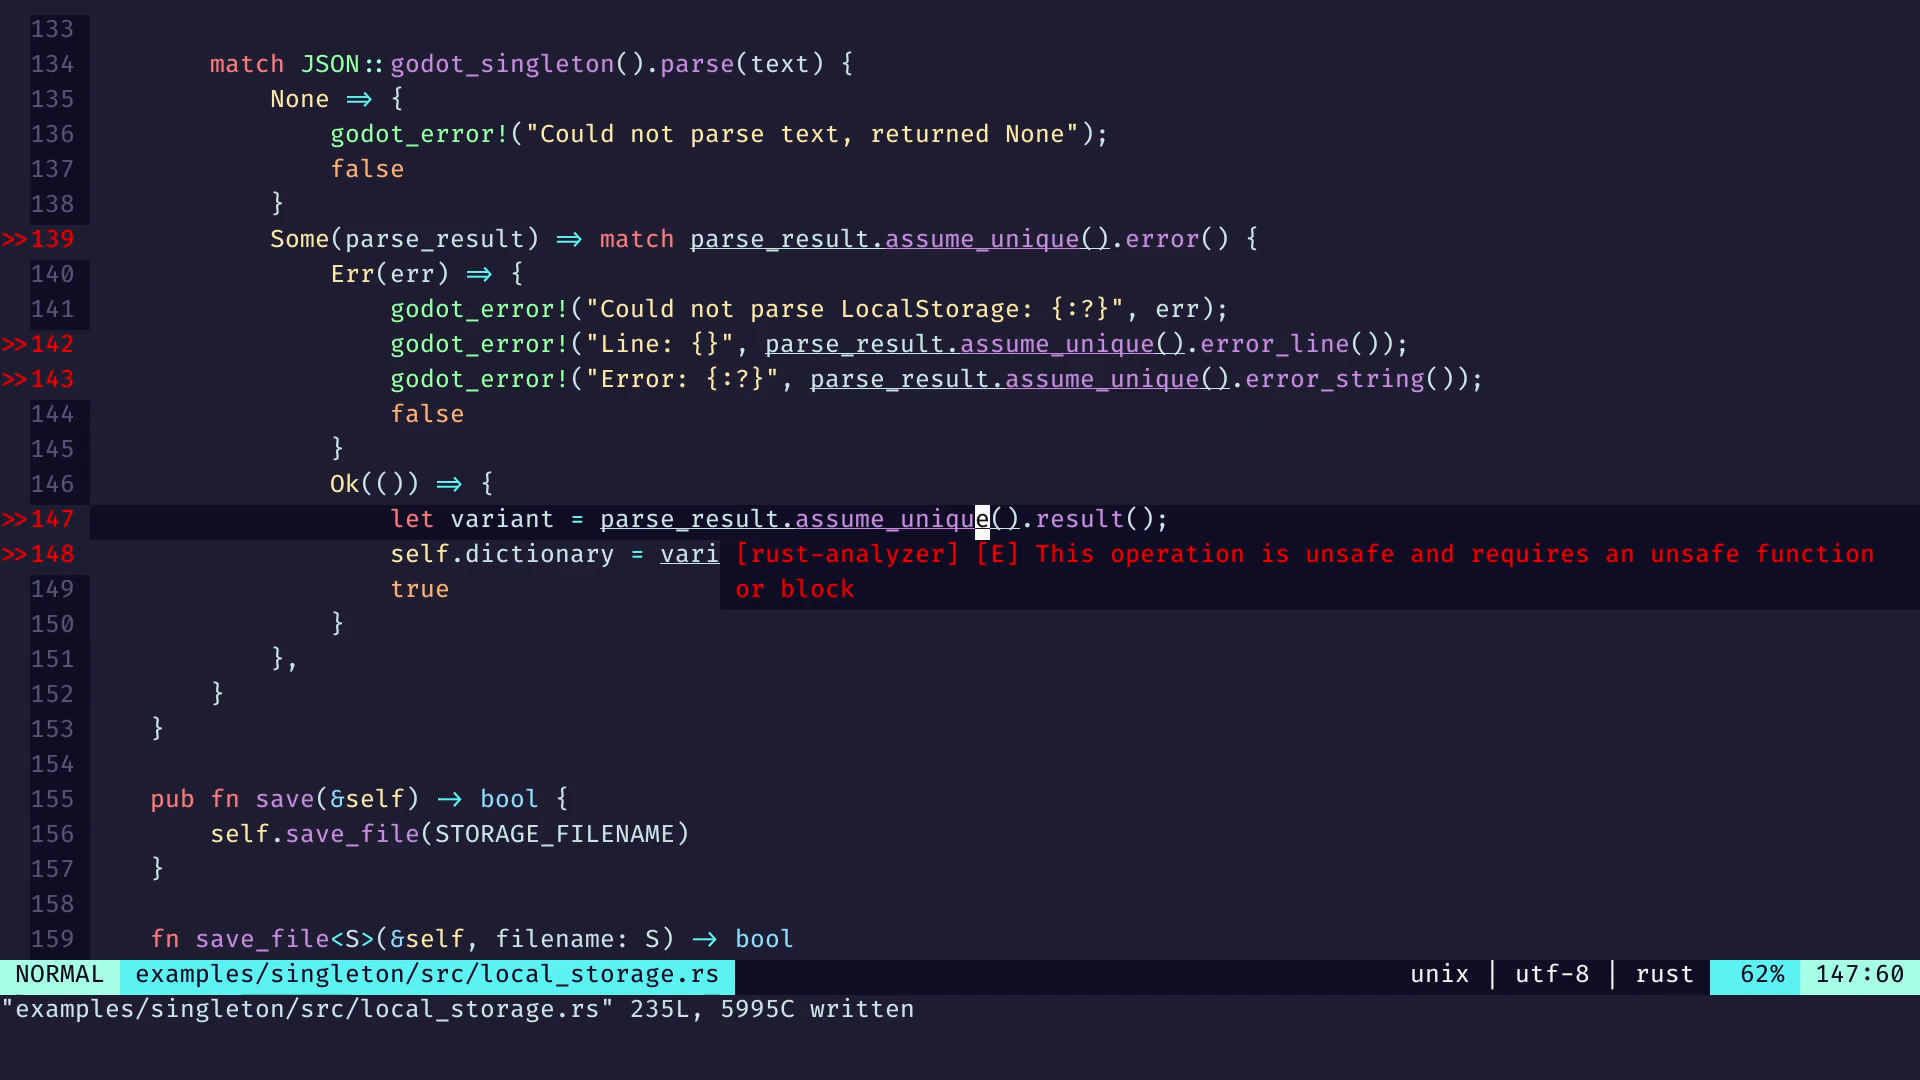 133
134 match JSON::godot_singleton().parse(text) {
135 None => {
136 godot_error!("Could not parse text, returned None");
137 false
138 }
>>139 Some(parse_result) => match parse_result.assume_unique().error() {
140 Err(err) => {
141 godot_error!("Could not parse LocalStorage: {:?}", err);
>>142 godot_error!("Line: {}", parse_result.assume_unique().error_line());
>>143 godot_error!("Error: {:?}", parse_result.assume_unique().error_string());
144 false
145 }
146 Ok(()) => {
>>147 let variant = parse_result.assume_unique().result();
>>148 self.dictionary = vari [rust-analyzer] [E] This operation is unsafe and requires an unsafe function
149 true or block
150 }
151 },
152 }
153 }
154
155 pub fn save(&self) -> bool {
156 self.save_file(STORAGE_FILENAME)
157 }
158
159 fn save_file<S>(&self, filename: S) -> bool
NORMAL examples/singleton/src/local_storage.rs unix | utf-8 | rust 62% 147:60
"examples/singleton/src/local_storage.rs" 235L, 5995C written